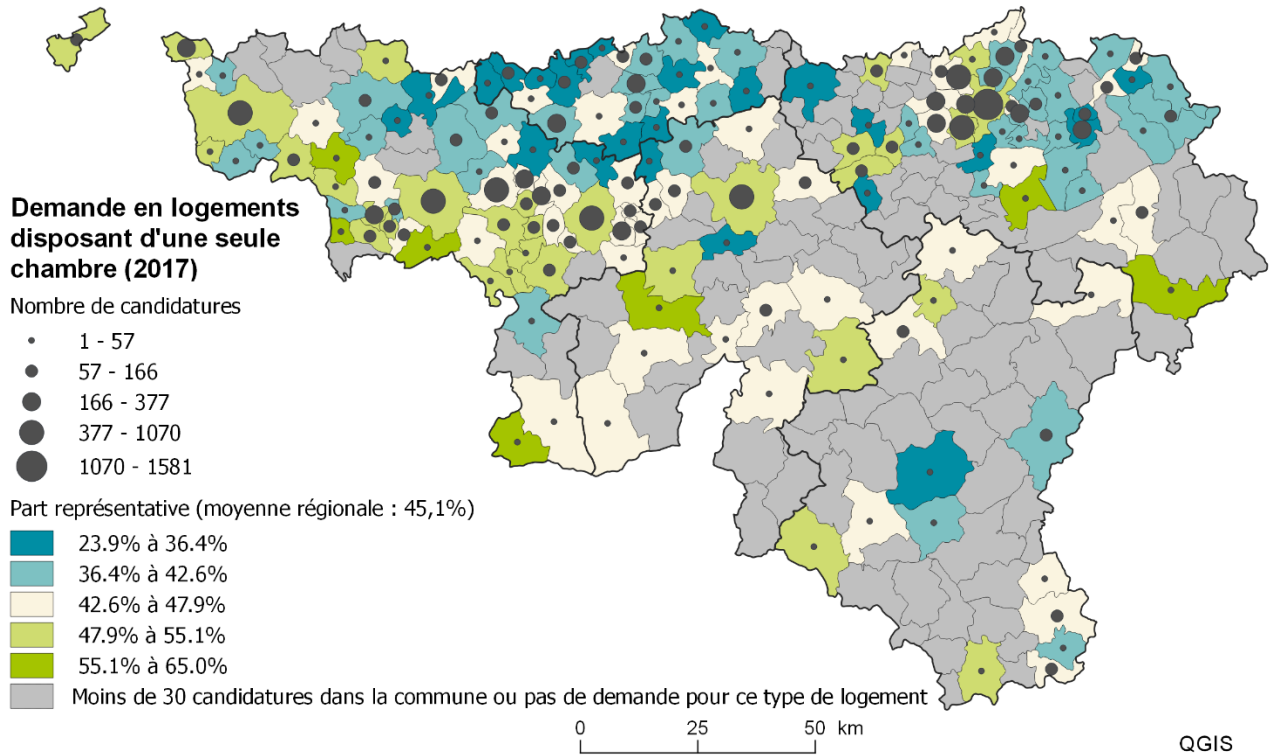 Demande en logements
disposant d'une seule
chambre (2017)
Nombre de candidatures
1 - 57
57 - 166
166 - 377
377 - 1070
1070 - 1581
Part représentative (moyenne régionale : 45,1%)
23.9% à 36.4%
36.4% à 42.6%
42.6% à 47.9%
47.9% à 55.1%
55.1% à 65.0%
Moins de 30 candidatures dans la commune ou pas de demande pour ce type de logement
0 25 50 km
QGIS